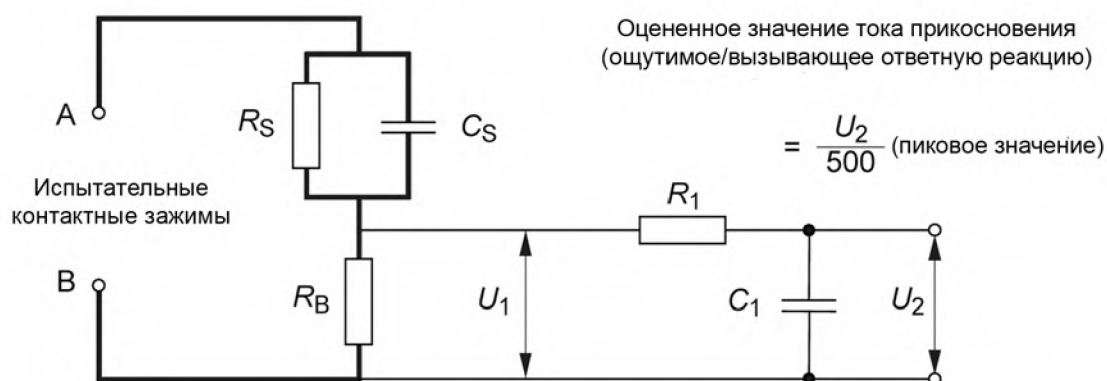 Оцененное значение тока прикосновения
(ощутимое/вызывающее ответную реакцию)
A
R_S
C_S
= U_2/500 (пиковое значение)
Испытательные
контактные зажимы
R_1
B
R_B
U_1
C_1
U_2